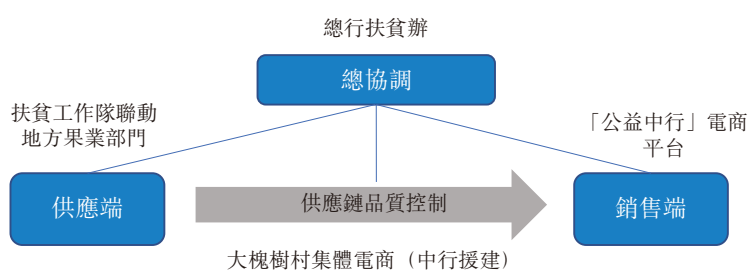 總行扶貧辦
總協調
扶貧工作隊聯動
地方果業部門
「公益中行」電商
平台
供應端
供應鏈品質控制
銷售端
大槐樹村集體電商（中行援建）